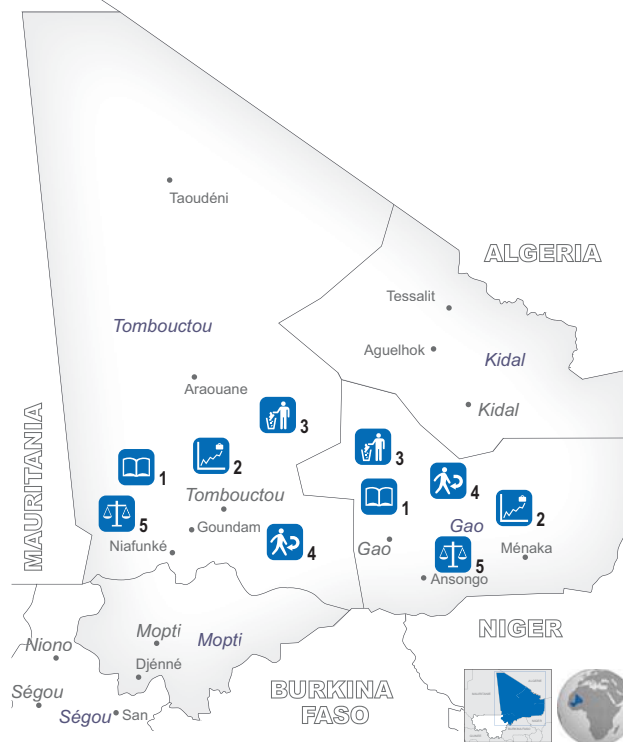 Taoudéni
ALGERIA
Tessalit
Tombouctou
Aguelhok
Kidal
Araouane
Kidal
MAURITANIA
3
3
1
2
4
1
2
Tombouctou
5
Goundam
Gao
Gao
4
5
Niafunké
Ménaka
Ansongo
NIGER
Mopti
Mopti
Niono
Djénné
BURKINA
FASO
Ségou
Ségou
San